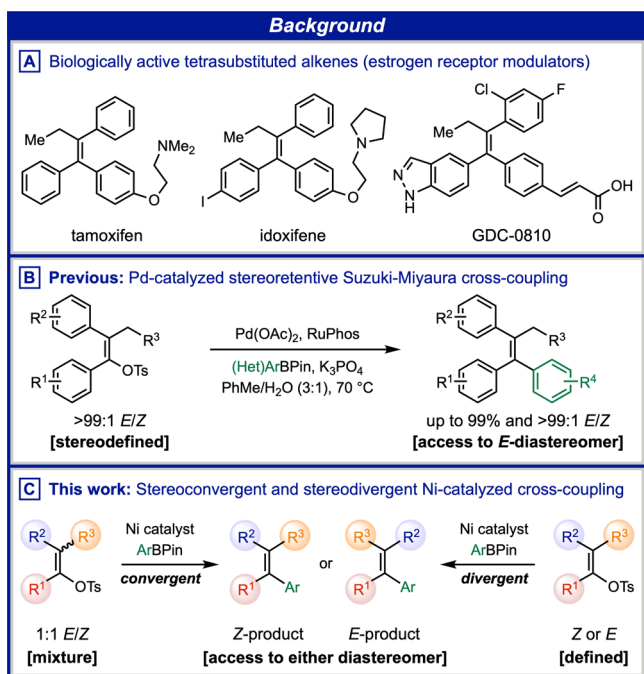 Background
A Biologically active tetrasubstituted alkenes (estrogen receptor modulators)
Me
NMe2
O
tamoxifen
Me
N
I
O
idoxifene
Cl
F
Me
N
N
H
OH
O
GDC-0810
B Previous: Pd-catalyzed stereoretentive Suzuki-Miyaura cross-coupling
R2
R3
R1
OTs
>99:1 E/Z
[stereodefined]
Pd(OAc)2, RuPhos
(Het)ArBPin, K3PO4
PhMe/H2O (3:1), 70 °C
R2
R3
R1
R4
up to 99% and >99:1 E/Z
[access to E-diastereomer]
C This work: Stereoconvergent and stereodivergent Ni-catalyzed cross-coupling
R2
R3
R1
OTs
1:1 E/Z
[mixture]
Ni catalyst
ArBPin
convergent
R2
R3
R1
Ar
Z-product
or
R3
R2
R1
Ar
E-product
[access to either diastereomer]
Ni catalyst
ArBPin
divergent
R2
R3
R1
OTs
Z or E
[defined]